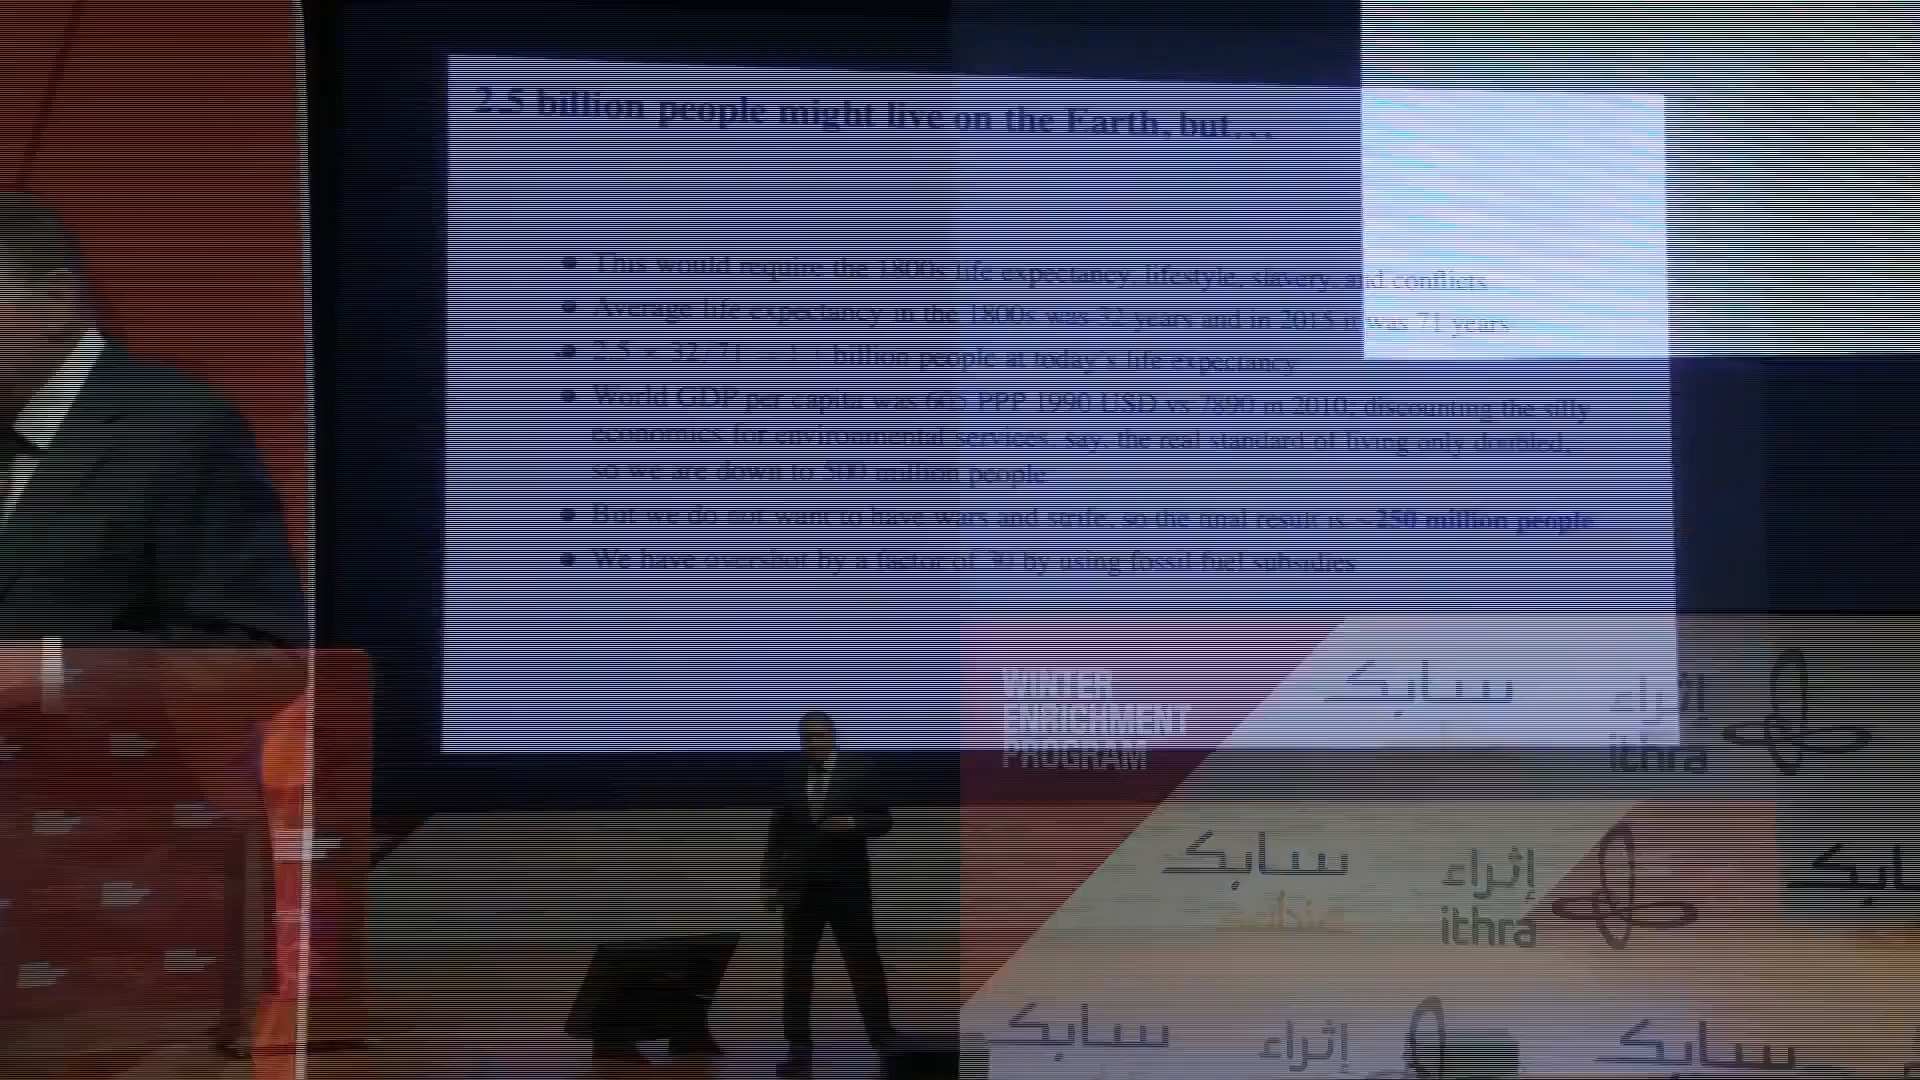 2.5 billion people might live on the Earth, but…
This would require the 1800s life expectancy, lifestyle, slavery, and conflicts
Average life expectancy in the 1800s was 32 years and in 2015 it was 71 years
2.5 × 32/71 billion people at today's life expectancy
World GDP per capita was 605 PPP 1990 USD vs 7890 in 2010; discounting the silly
economics for environmental services, say, the real standard of living only doubled,
so we are down to 500 million people
But we do not want to have wars and strife, so the final result is ~250 million people
We have overshot by a factor of 30 by using fossil fuel subsidies
WINTER
ENRICHMENT
PROGRAM
سابك
إثراء
ithra
سابك
sabic
إثراء
ithra
سابك
سابك
إثراء
سابك